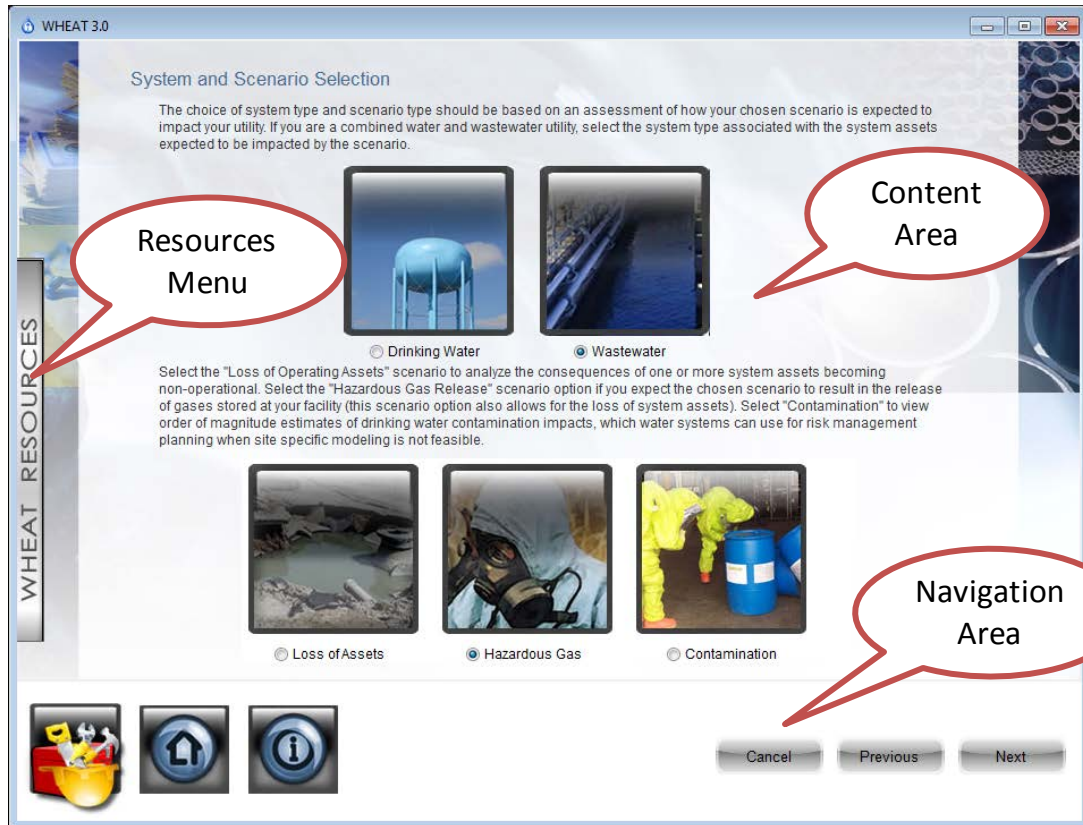 WHEAT 3.0
System and Scenario Selection
The choice of system type and scenario type should be based on an assessment of how your chosen scenario is expected to
impact your utility. If you are a combined water and wastewater utility, select the system type associated with the system assets
expected to be impacted by the scenario.
Content
Area
Resources
Menu
WHEAT RESOURCES
Drinking Water
Wastewater
Select the "Loss of Operating Assets" scenario to analyze the consequences of one or more system assets becoming
non-operational. Select the "Hazardous Gas Release" scenario option if you expect the chosen scenario to result in the release
of gases stored at your facility (this scenario option also allows for the loss of system assets). Select "Contamination" to view
order of magnitude estimates of drinking water contamination impacts, which water systems can use for risk management
planning when site specific modeling is not feasible.
Navigation
Area
Loss of Assets
Hazardous Gas
Contamination
Cancel
Previous
Next